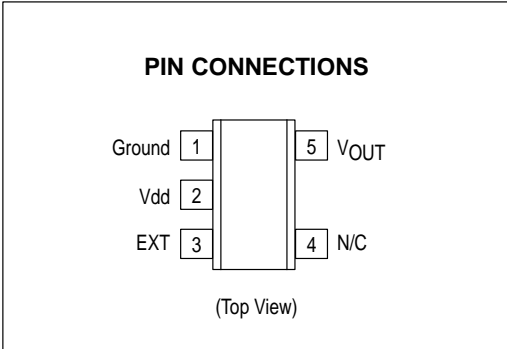 PIN CONNECTIONS
Ground 1 5 VOUT
Vdd 2
EXT 3 4 N/C
(Top View)